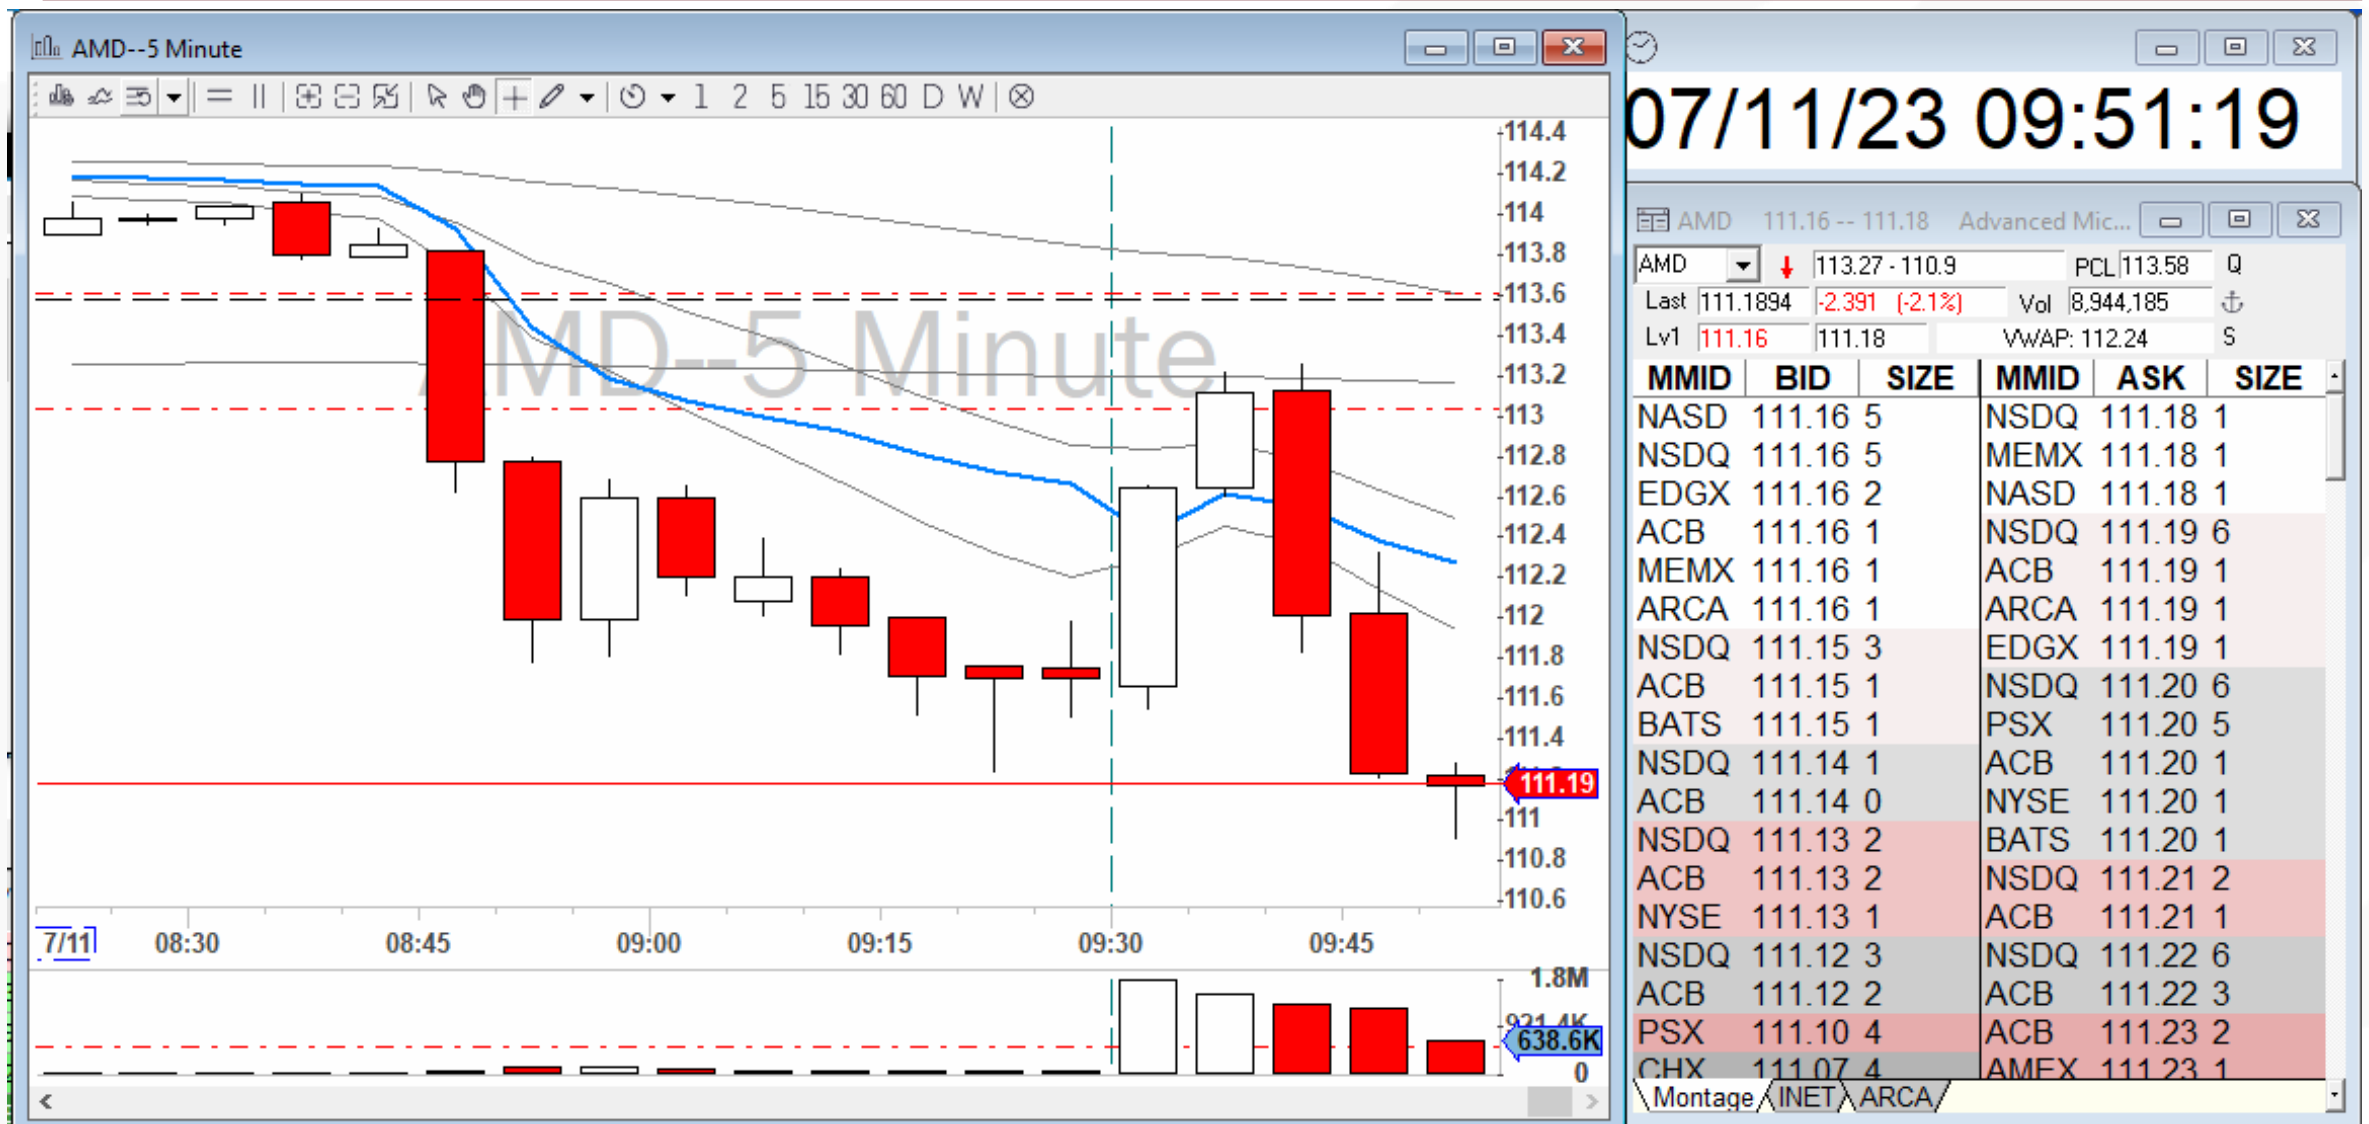 AMD--5 Minute
1 2 5 15 30 60 D W
AMD--5 Minute
114.4
114.2
114
113.8
113.6
113.4
113.2
113
112.8
112.6
112.4
112.2
112
111.8
111.6
111.4
111.19
111
110.8
110.6
7/11 08:30 08:45 09:00 09:15 09:30 09:45
1.8M
921.4K
638.6K
0
07/11/23 09:51:19
AMD 111.16 -- 111.18 Advanced Mic...
AMD 113.27 - 110.9 PCL 113.58 Q
Last 111.1894 -2.391 (-2.1%) Vol 8,944,185
Lv1 111.16 111.18 VWAP: 112.24 S
MMID BID SIZE MMID ASK SIZE
NASD 111.16 5 NSDQ 111.18 1
NSDQ 111.16 5 MEMX 111.18 1
EDGX 111.16 2 NASD 111.18 1
ACB 111.16 1 NSDQ 111.19 6
MEMX 111.16 1 ACB 111.19 1
ARCA 111.16 1 ARCA 111.19 1
NSDQ 111.15 3 EDGX 111.19 1
ACB 111.15 1 NSDQ 111.20 6
BATS 111.15 1 PSX 111.20 5
NSDQ 111.14 1 ACB 111.20 1
ACB 111.14 0 NYSE 111.20 1
NSDQ 111.13 2 BATS 111.20 1
ACB 111.13 2 NSDQ 111.21 2
NYSE 111.13 1 ACB 111.21 1
NSDQ 111.12 3 NSDQ 111.22 6
ACB 111.12 2 ACB 111.22 3
PSX 111.10 4 ACB 111.23 2
CHX 111.07 4 AMEX 111.23 1
Montage INET ARCA